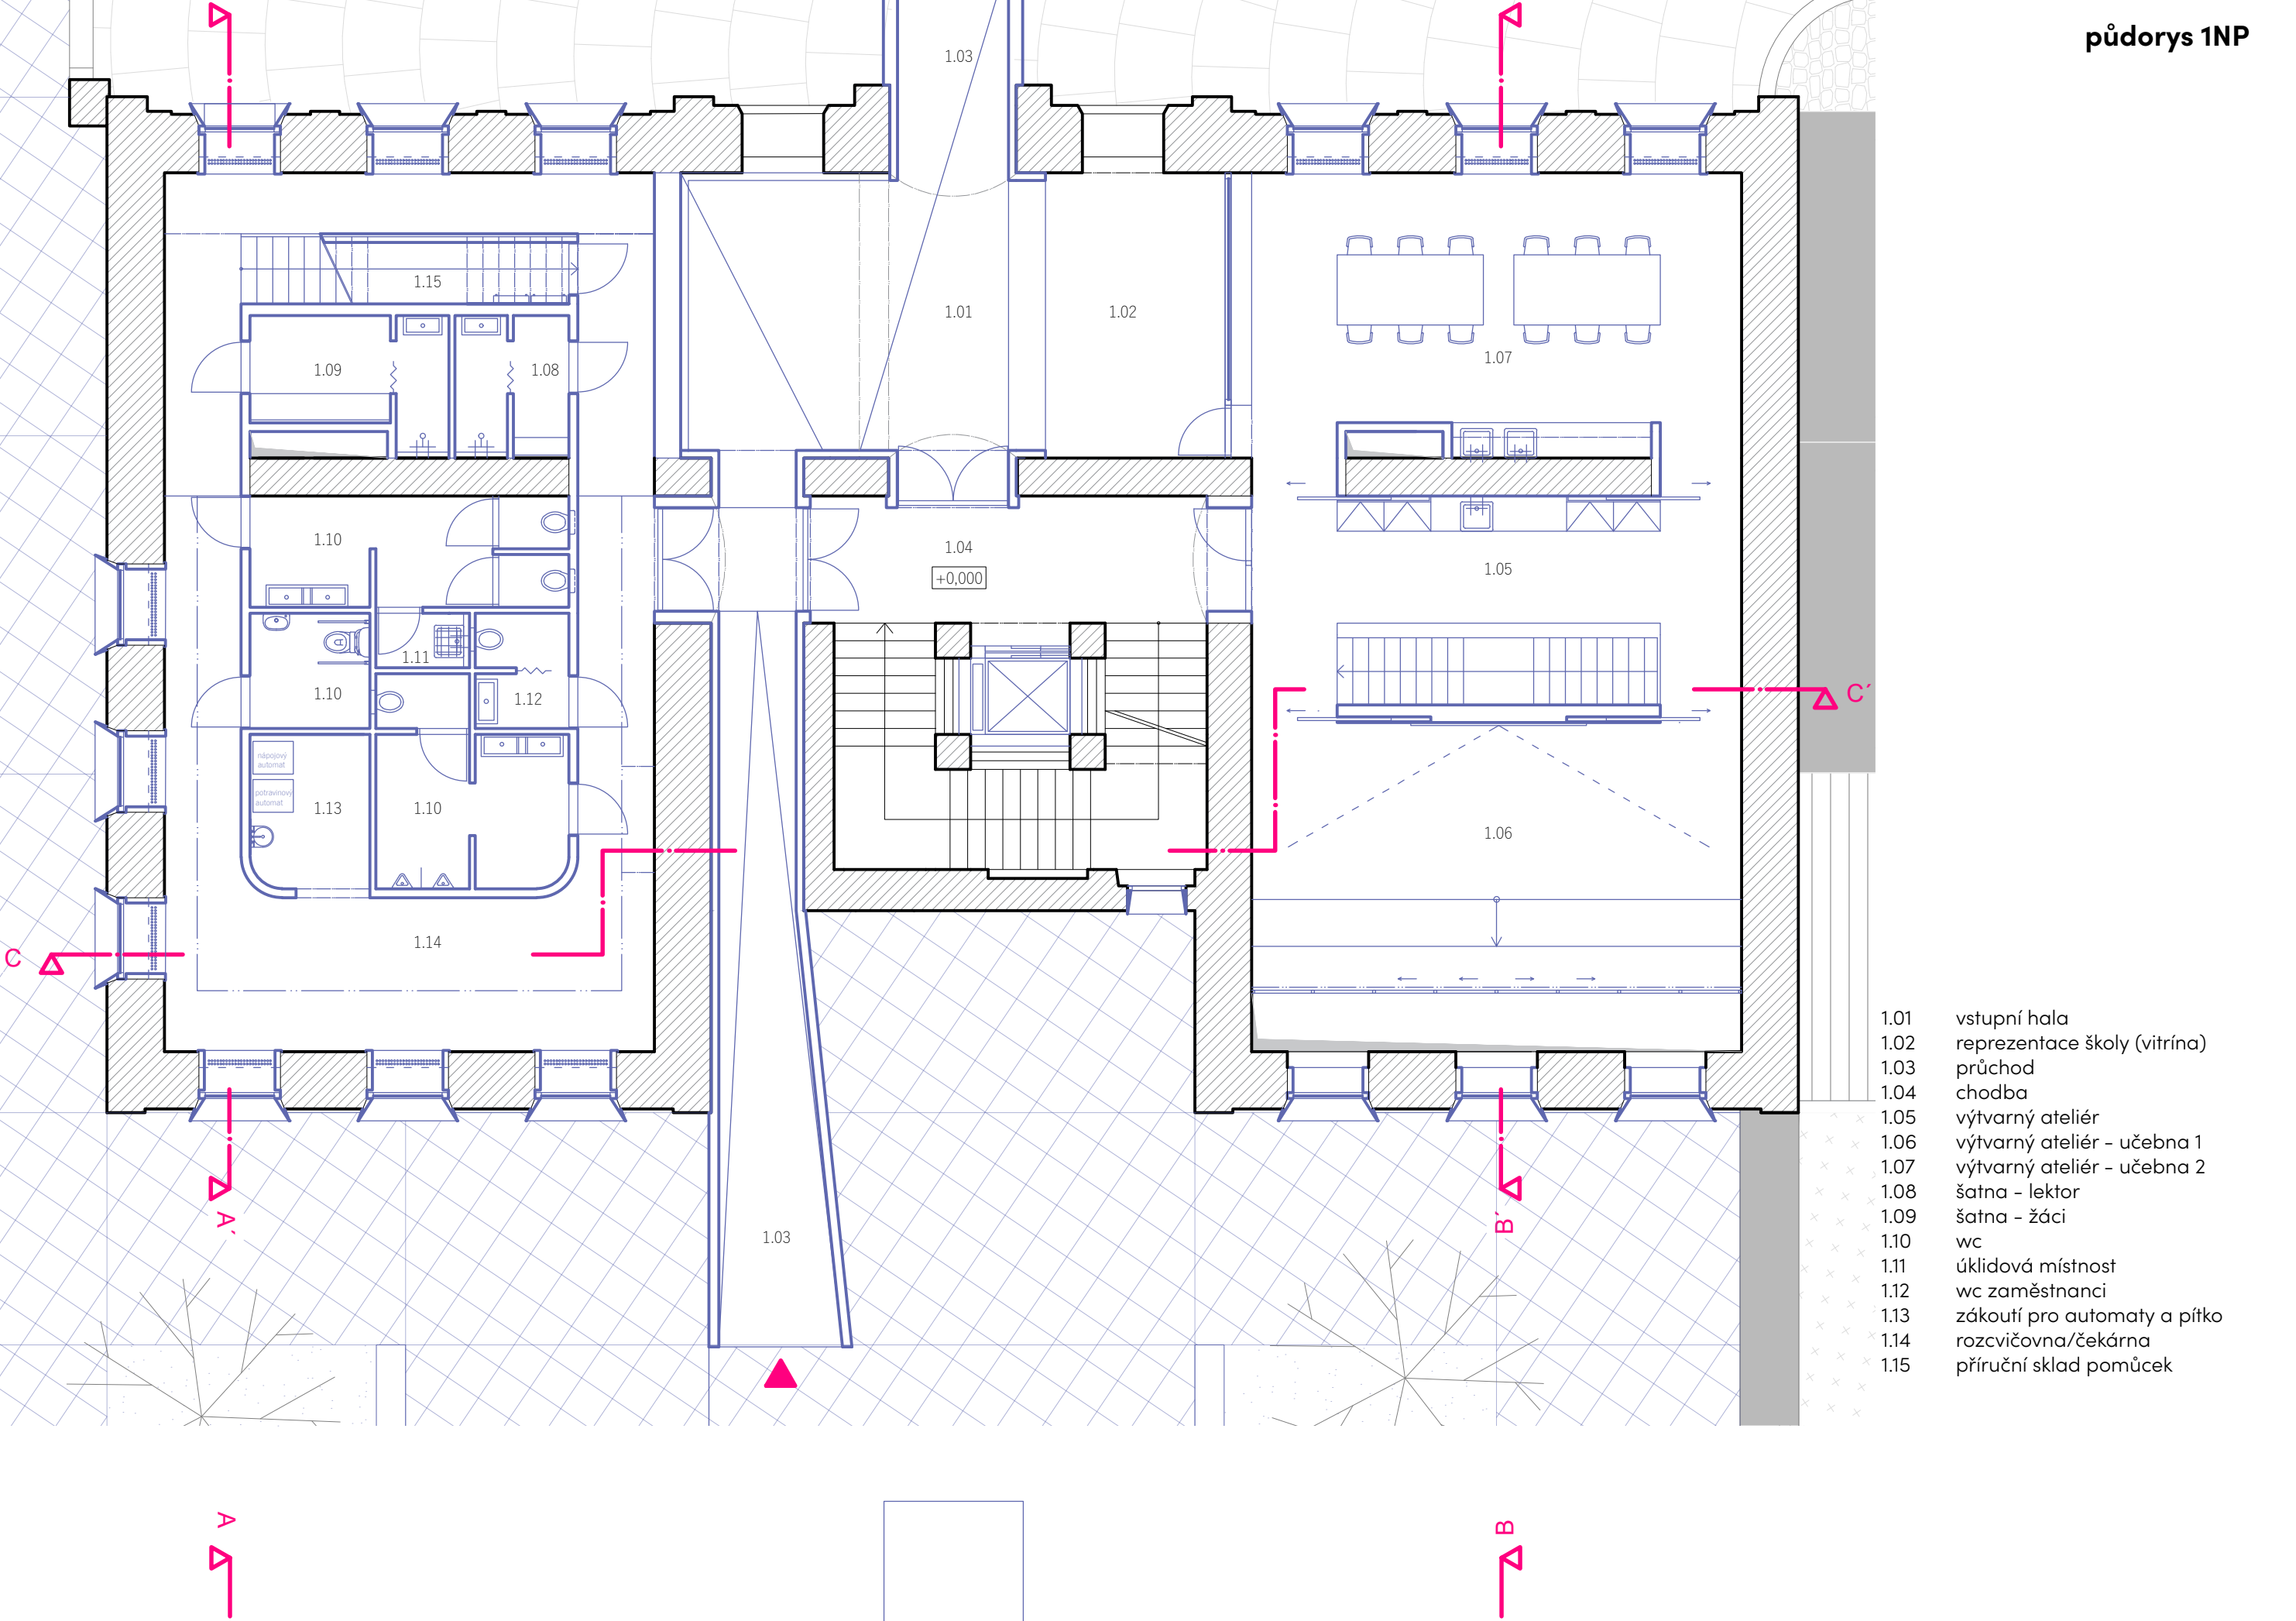 půdorys 1NP
1.03
1.15
1.01
1.02
1.09
1.08
1.07
1.10
1.04
+0,000
1.05
1.11
1.10
1.12
C´
nápojový
automat
potravinový
automat
1.13
1.10
1.06
1.14
C
1.03
A´
B´
1.01 vstupní hala
1.02 reprezentace školy (vitrína)
1.03 průchod
1.04 chodba
1.05 výtvarný ateliér
1.06 výtvarný ateliér - učebna 1
1.07 výtvarný ateliér - učebna 2
1.08 šatna - lektor
1.09 šatna - žáci
1.10 wc
1.11 úklidová místnost
1.12 wc zaměstnanci
1.13 zákoutí pro automaty a pítko
1.14 rozcvičovna/čekárna
1.15 příruční sklad pomůcek
A
B